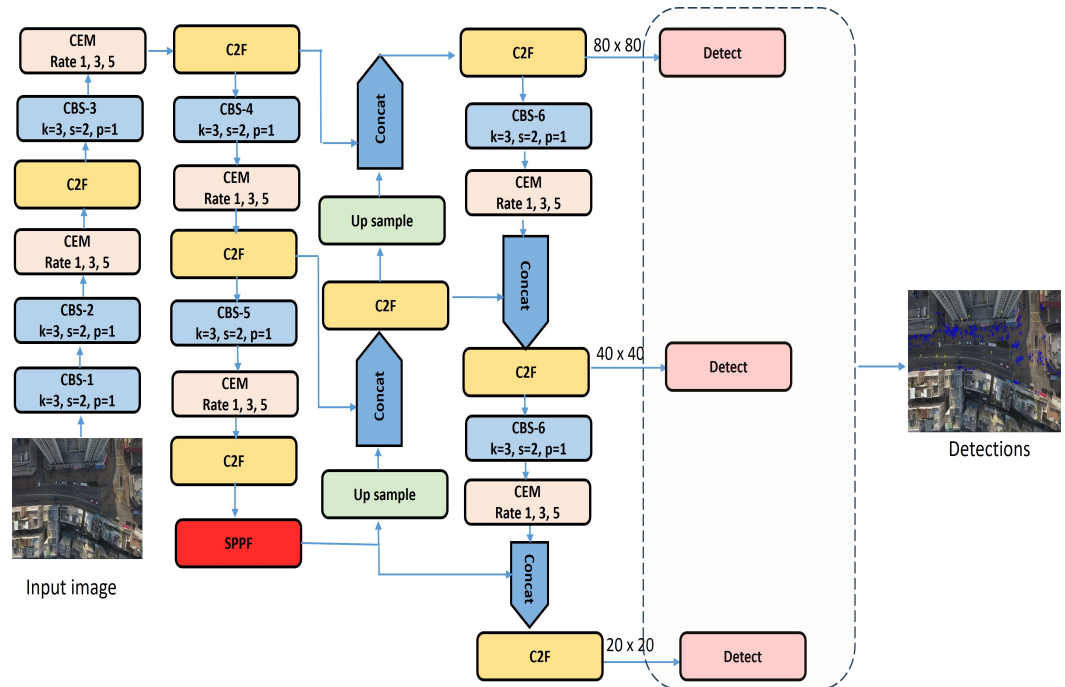 CEM
Rate 1, 3, 5
CBS-3
k=3, s=2, p=1
C2F
CEM
Rate 1, 3, 5
CBS-2
k=3, s=2, p=1
CBS-1
k=3, s=2, p=1
Input image
C2F
CBS-4
k=3, s=2, p=1
CEM
Rate 1, 3, 5
C2F
CBS-5
k=3, s=2, p=1
CEM
Rate 1, 3, 5
C2F
SPPF
Concat
Up sample
C2F
Concat
Up sample
C2F
80 x 80
CBS-6
k=3, s=2, p=1
CEM
Rate 1, 3, 5
Concat
C2F
40 x 40
CBS-6
k=3, s=2, p=1
CEM
Rate 1, 3, 5
Concat
C2F
20 x 20
Detect
Detect
Detect
Detections